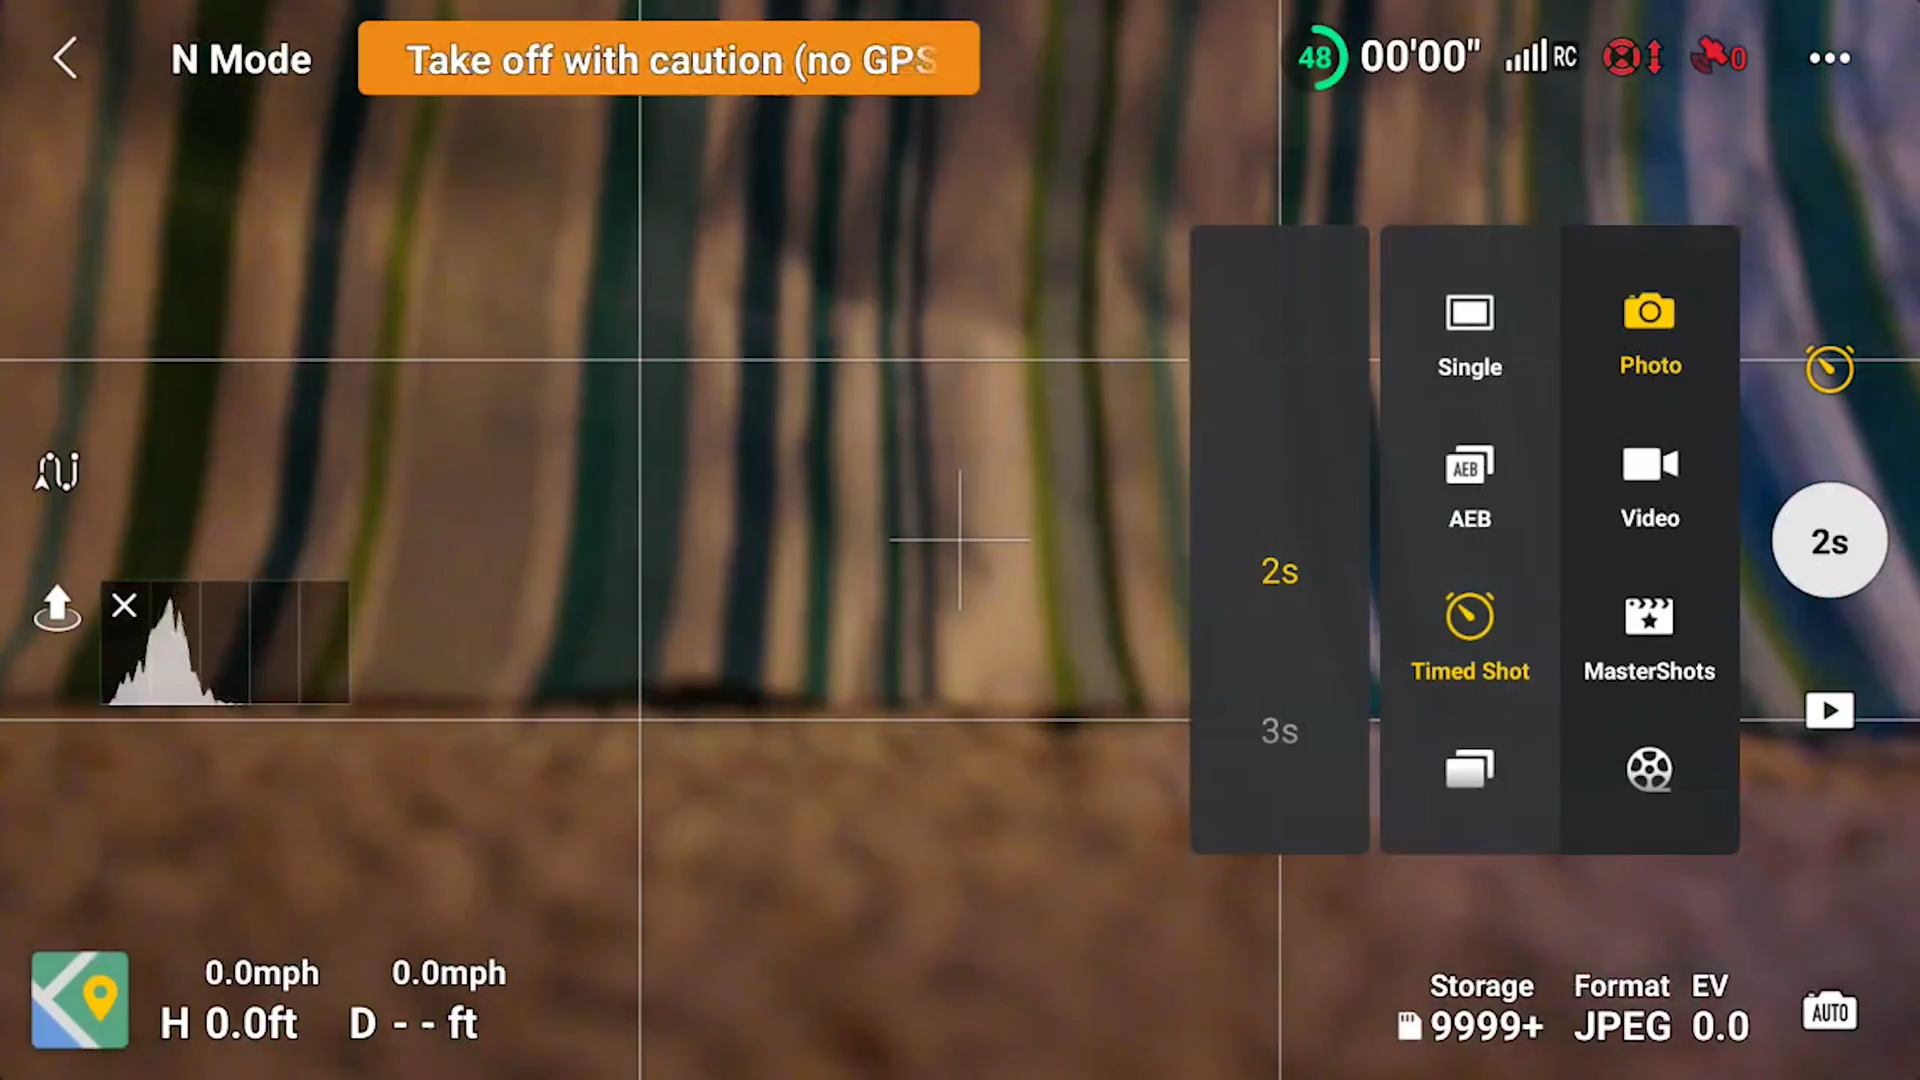 N Mode
Take off with caution (no GPS
48
00'00"
RC
0
Single
Photo
AEB
AEB
Video
2s
2s
Timed Shot
MasterShots
3s
0.0mph
0.0mph
H 0.0ft
D - - ft
Storage
Format
EV
9999+
JPEG
0.0
AUTO